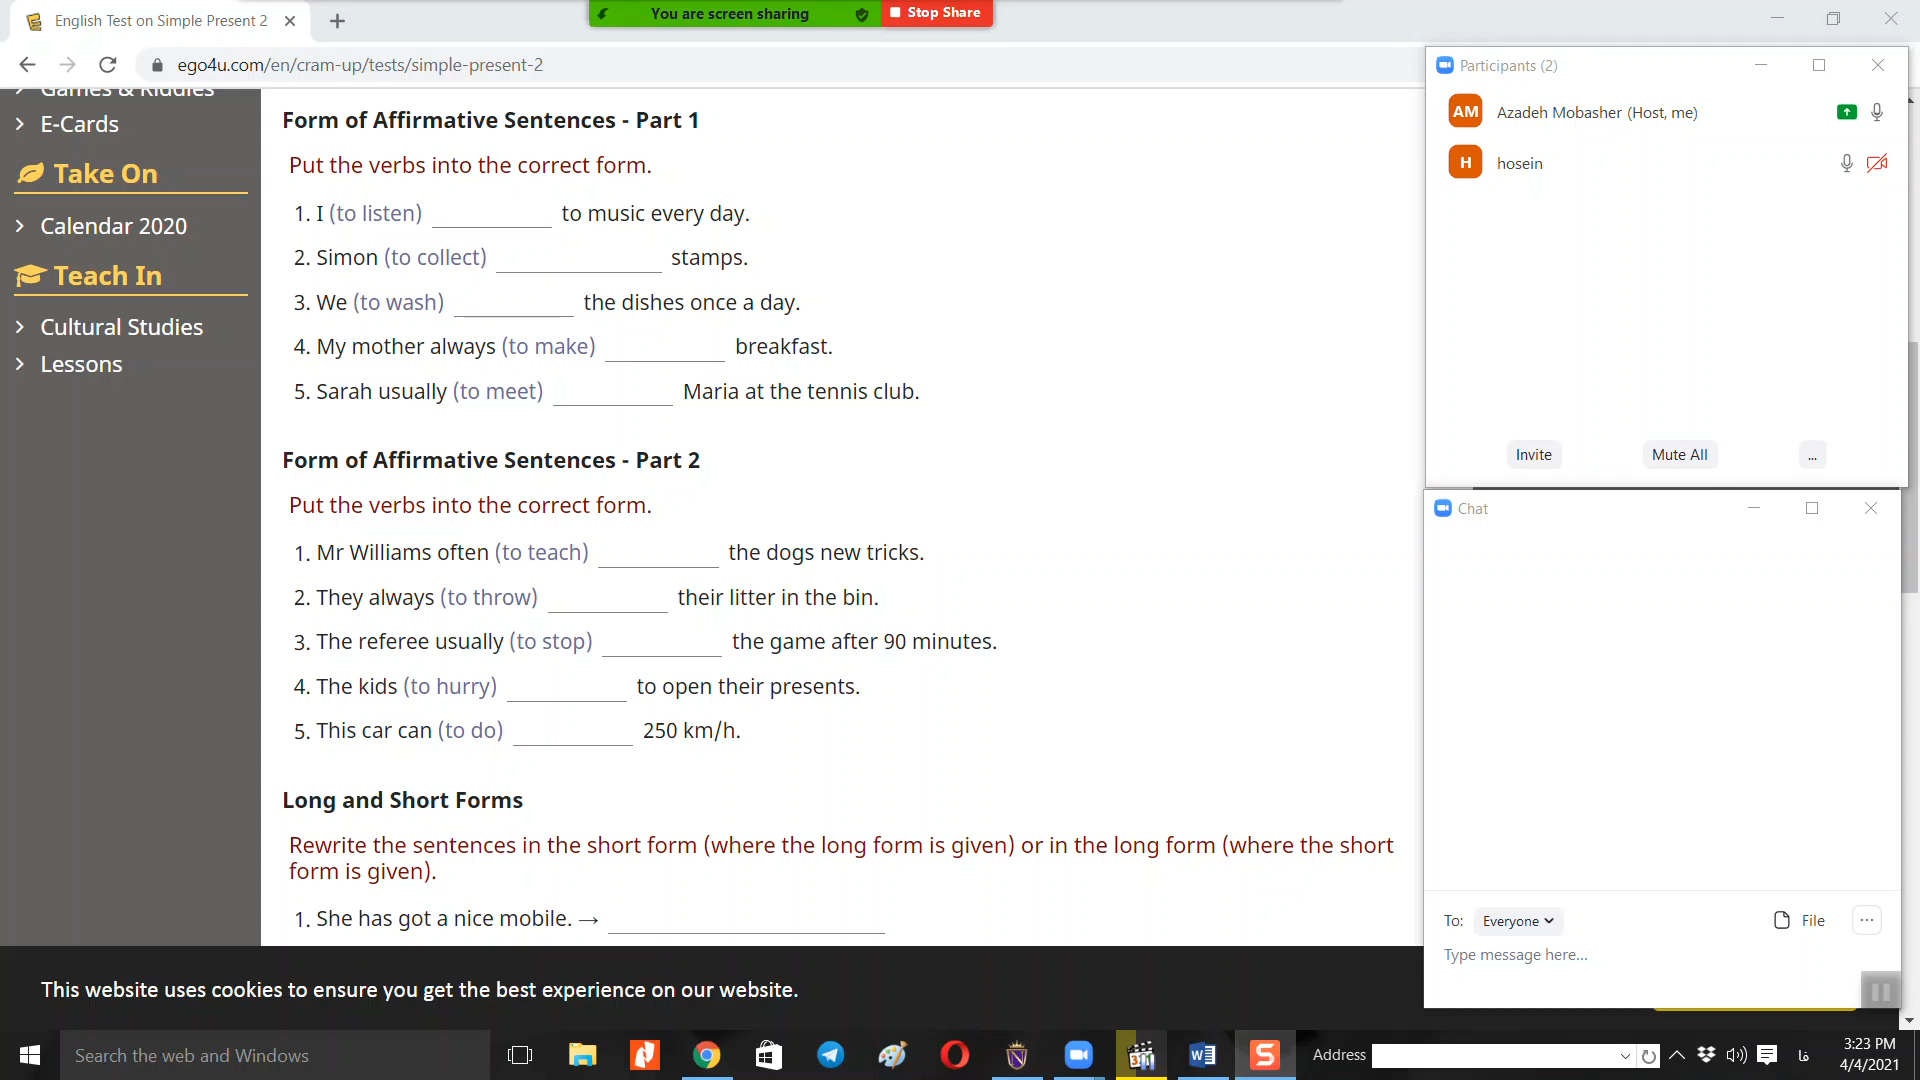 English Test on Simple Present 2
You are screen sharing
Stop Share
ego4u.com/en/cram-up/tests/simple-present-2
Games & Riddles
E-Cards
Take On
Calendar 2020
Teach In
Cultural Studies
Lessons
Form of Affirmative Sentences - Part 1
Put the verbs into the correct form.
1. I (to listen) to music every day.
2. Simon (to collect) stamps.
3. We (to wash) the dishes once a day.
4. My mother always (to make) breakfast.
5. Sarah usually (to meet) Maria at the tennis club.
Form of Affirmative Sentences - Part 2
Put the verbs into the correct form.
1. Mr Williams often (to teach) the dogs new tricks.
2. They always (to throw) their litter in the bin.
3. The referee usually (to stop) the game after 90 minutes.
4. The kids (to hurry) to open their presents.
5. This car can (to do) 250 km/h.
Long and Short Forms
Rewrite the sentences in the short form (where the long form is given) or in the long form (where the short
form is given).
1. She has got a nice mobile. →
This website uses cookies to ensure you get the best experience on our website.
Participants (2)
AM Azadeh Mobasher (Host, me)
H hosein
Invite Mute All ...
Chat
To: Everyone File ...
Type message here...
Search the web and Windows
Address
فا
3:23 PM
4/4/2021